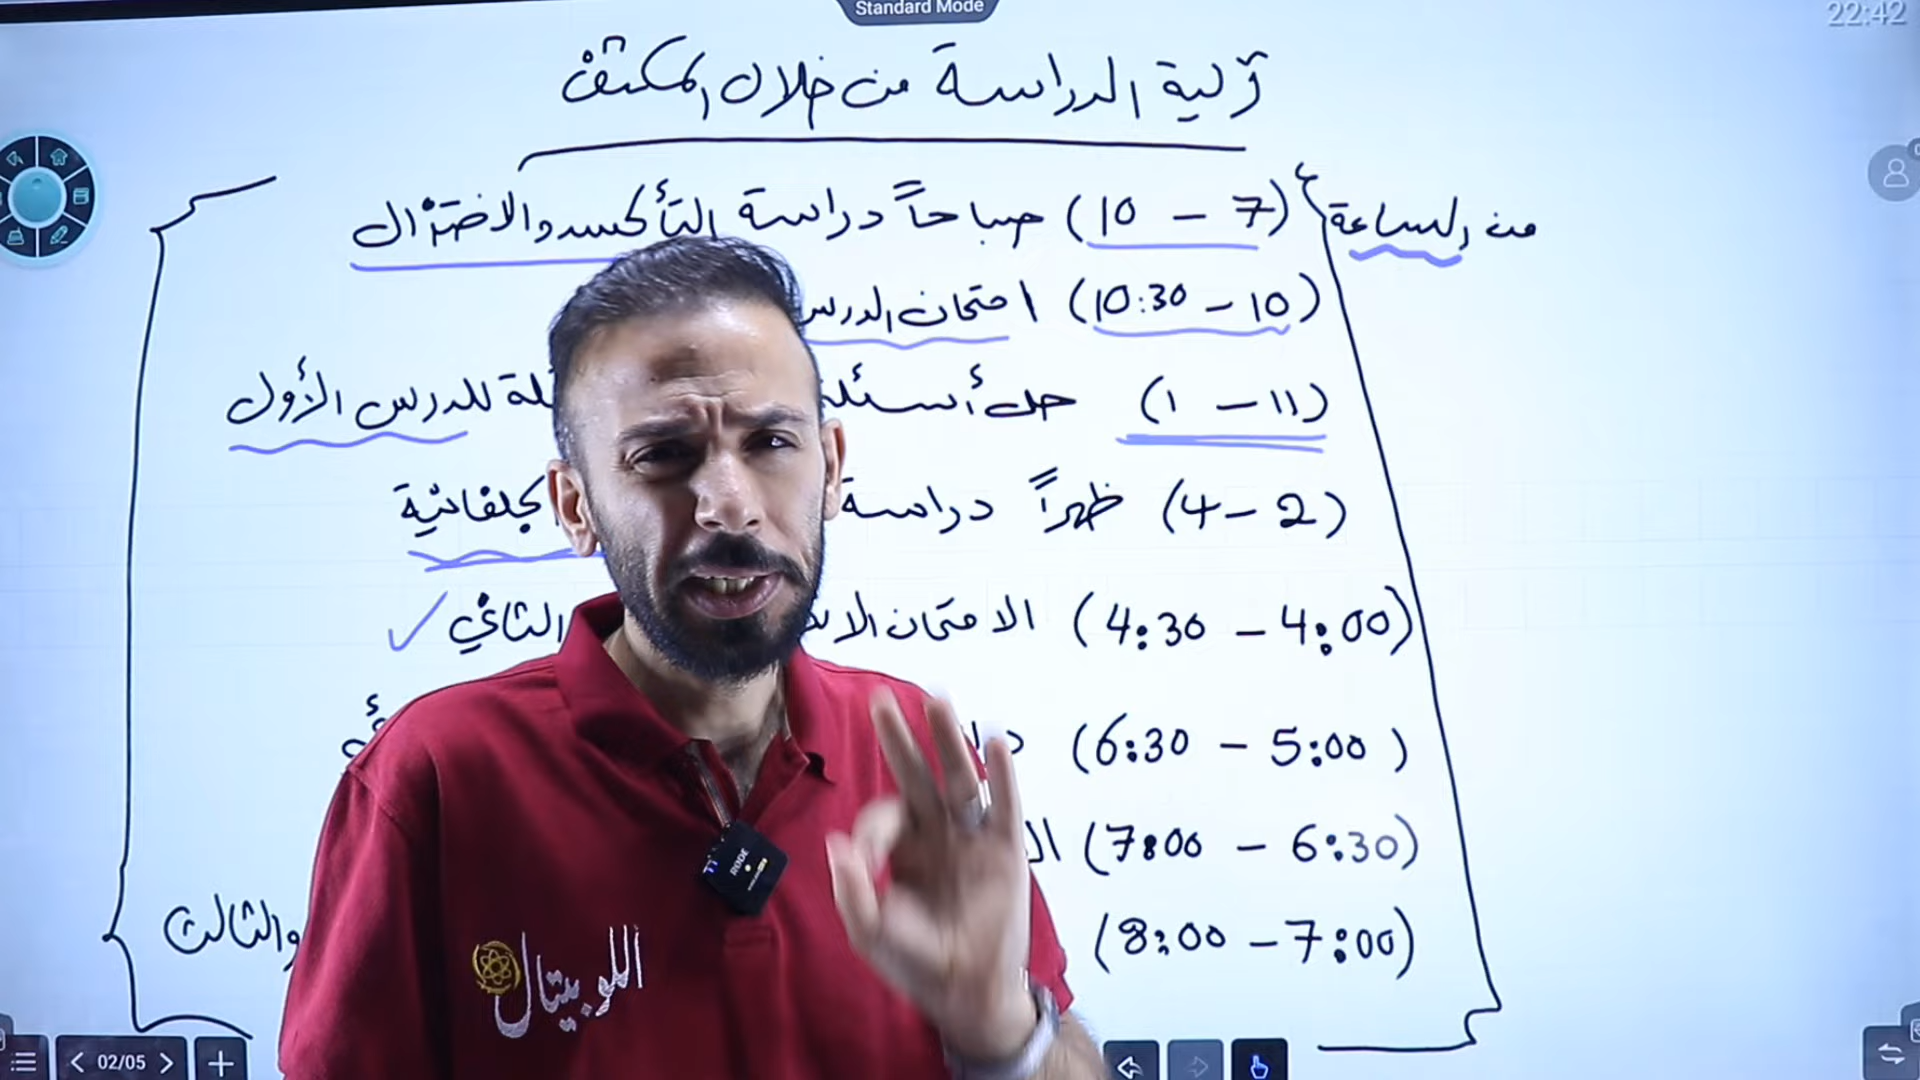 Standard Mode
22:42
آلية الدراسة من خلال المكثف
من الساعة (7 – 10) صباحاً دراسة التأكسد والاختزال
(10 – 10:30) امتحان الدرس
(11 – 1) حل أسئلة للدرس الأول
(2 – 4) ظهراً دراسة الجلفانية
(4:00 – 4:30) الامتحان الثاني
(5:00 – 6:30)
(6:30 – 7:00)
(7:00 – 8:00) والثالث
RODE
اللوبيتال
02/05